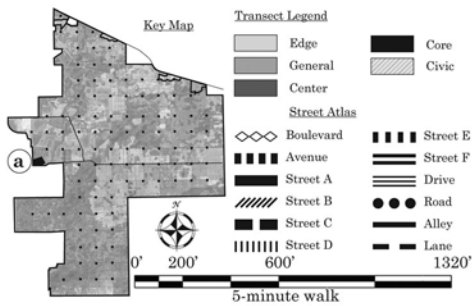 Key Map
a
N
Transect Legend
Edge
General
Center
Core
Civic
Street Atlas
Boulevard
Avenue
Street A
Street B
Street C
Street D
Street E
Street F
Drive
Road
Alley
Lane
0' 200' 600' 1320'
5-minute walk